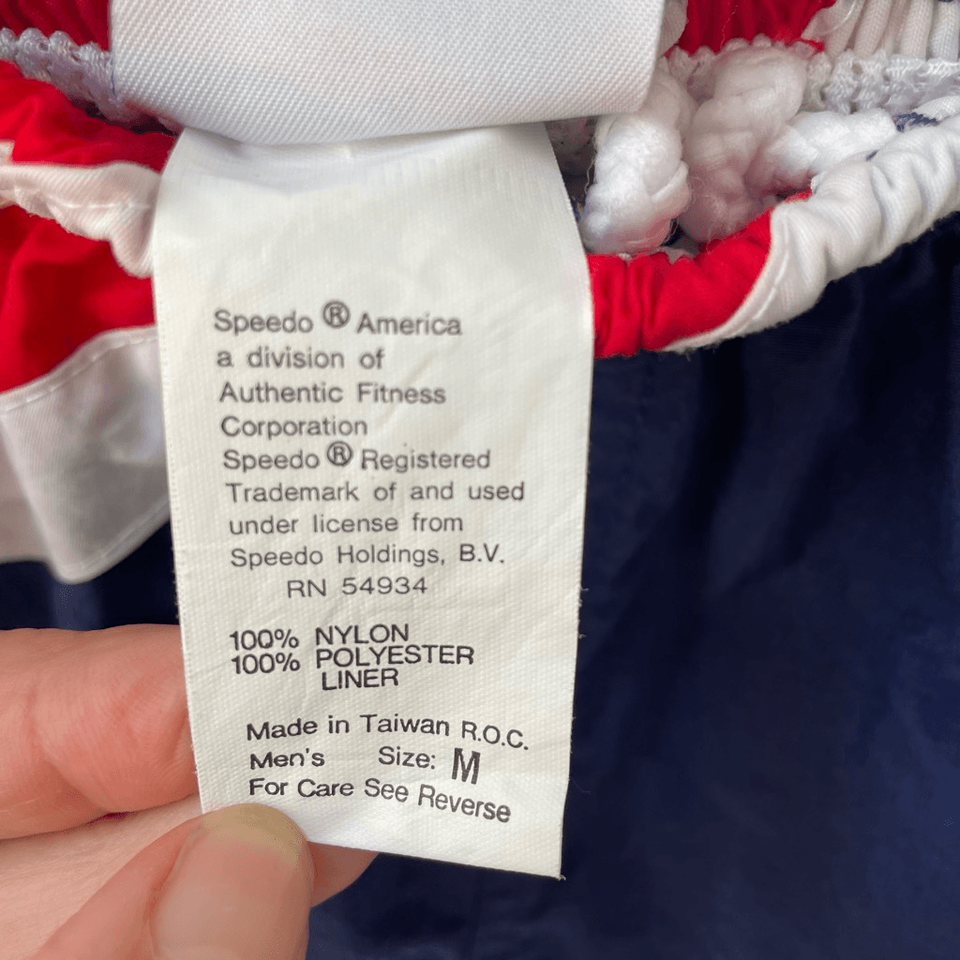 Speedo ® America
a division of
Authentic Fitness
Corporation
Speedo ® Registered
Trademark of and used
under license from
Speedo Holdings, B.V.
RN 54934
100% NYLON
100% POLYESTER
LINER
Made in Taiwan R.O.C.
Men's Size: M
For Care See Reverse